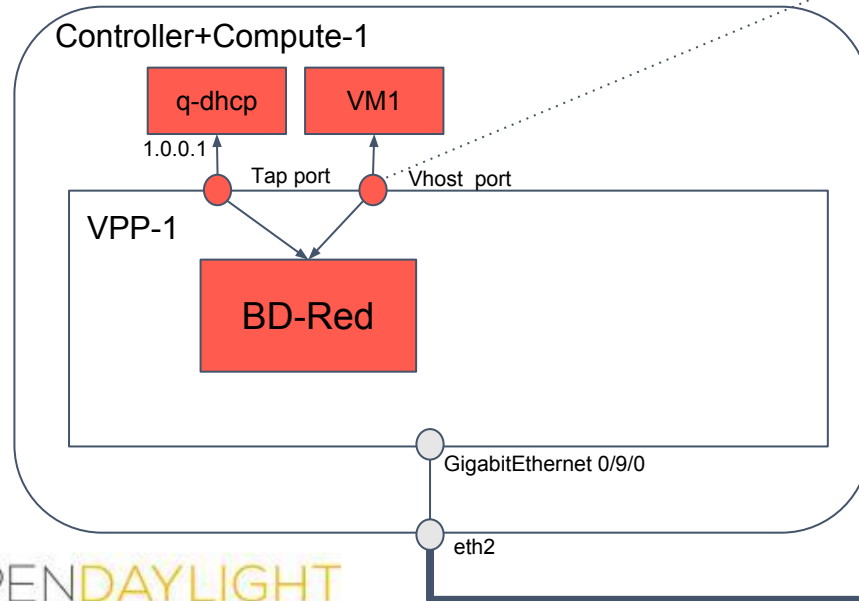 Controller+Compute-1
q-dhcp
VM1
1.0.0.1
Tap port
Vhost port
VPP-1
BD-Red
GigabitEthernet 0/9/0
eth2
PENDAYLIGHT